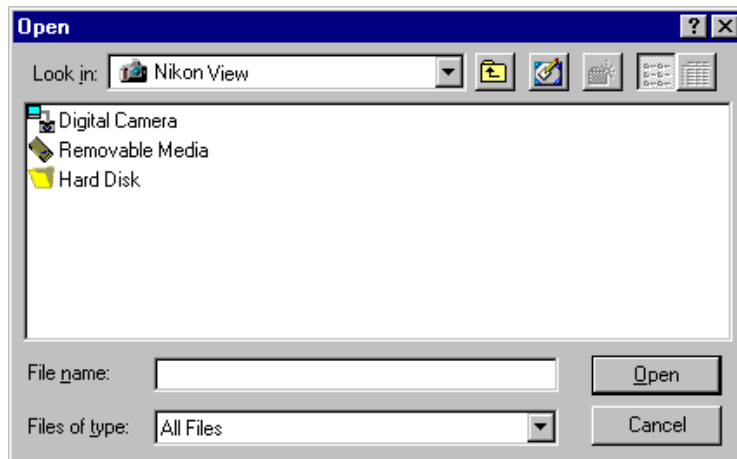 Open
Look in: Nikon View
Digital Camera
Removable Media
Hard Disk
File name: Open
Files of type: All Files Cancel